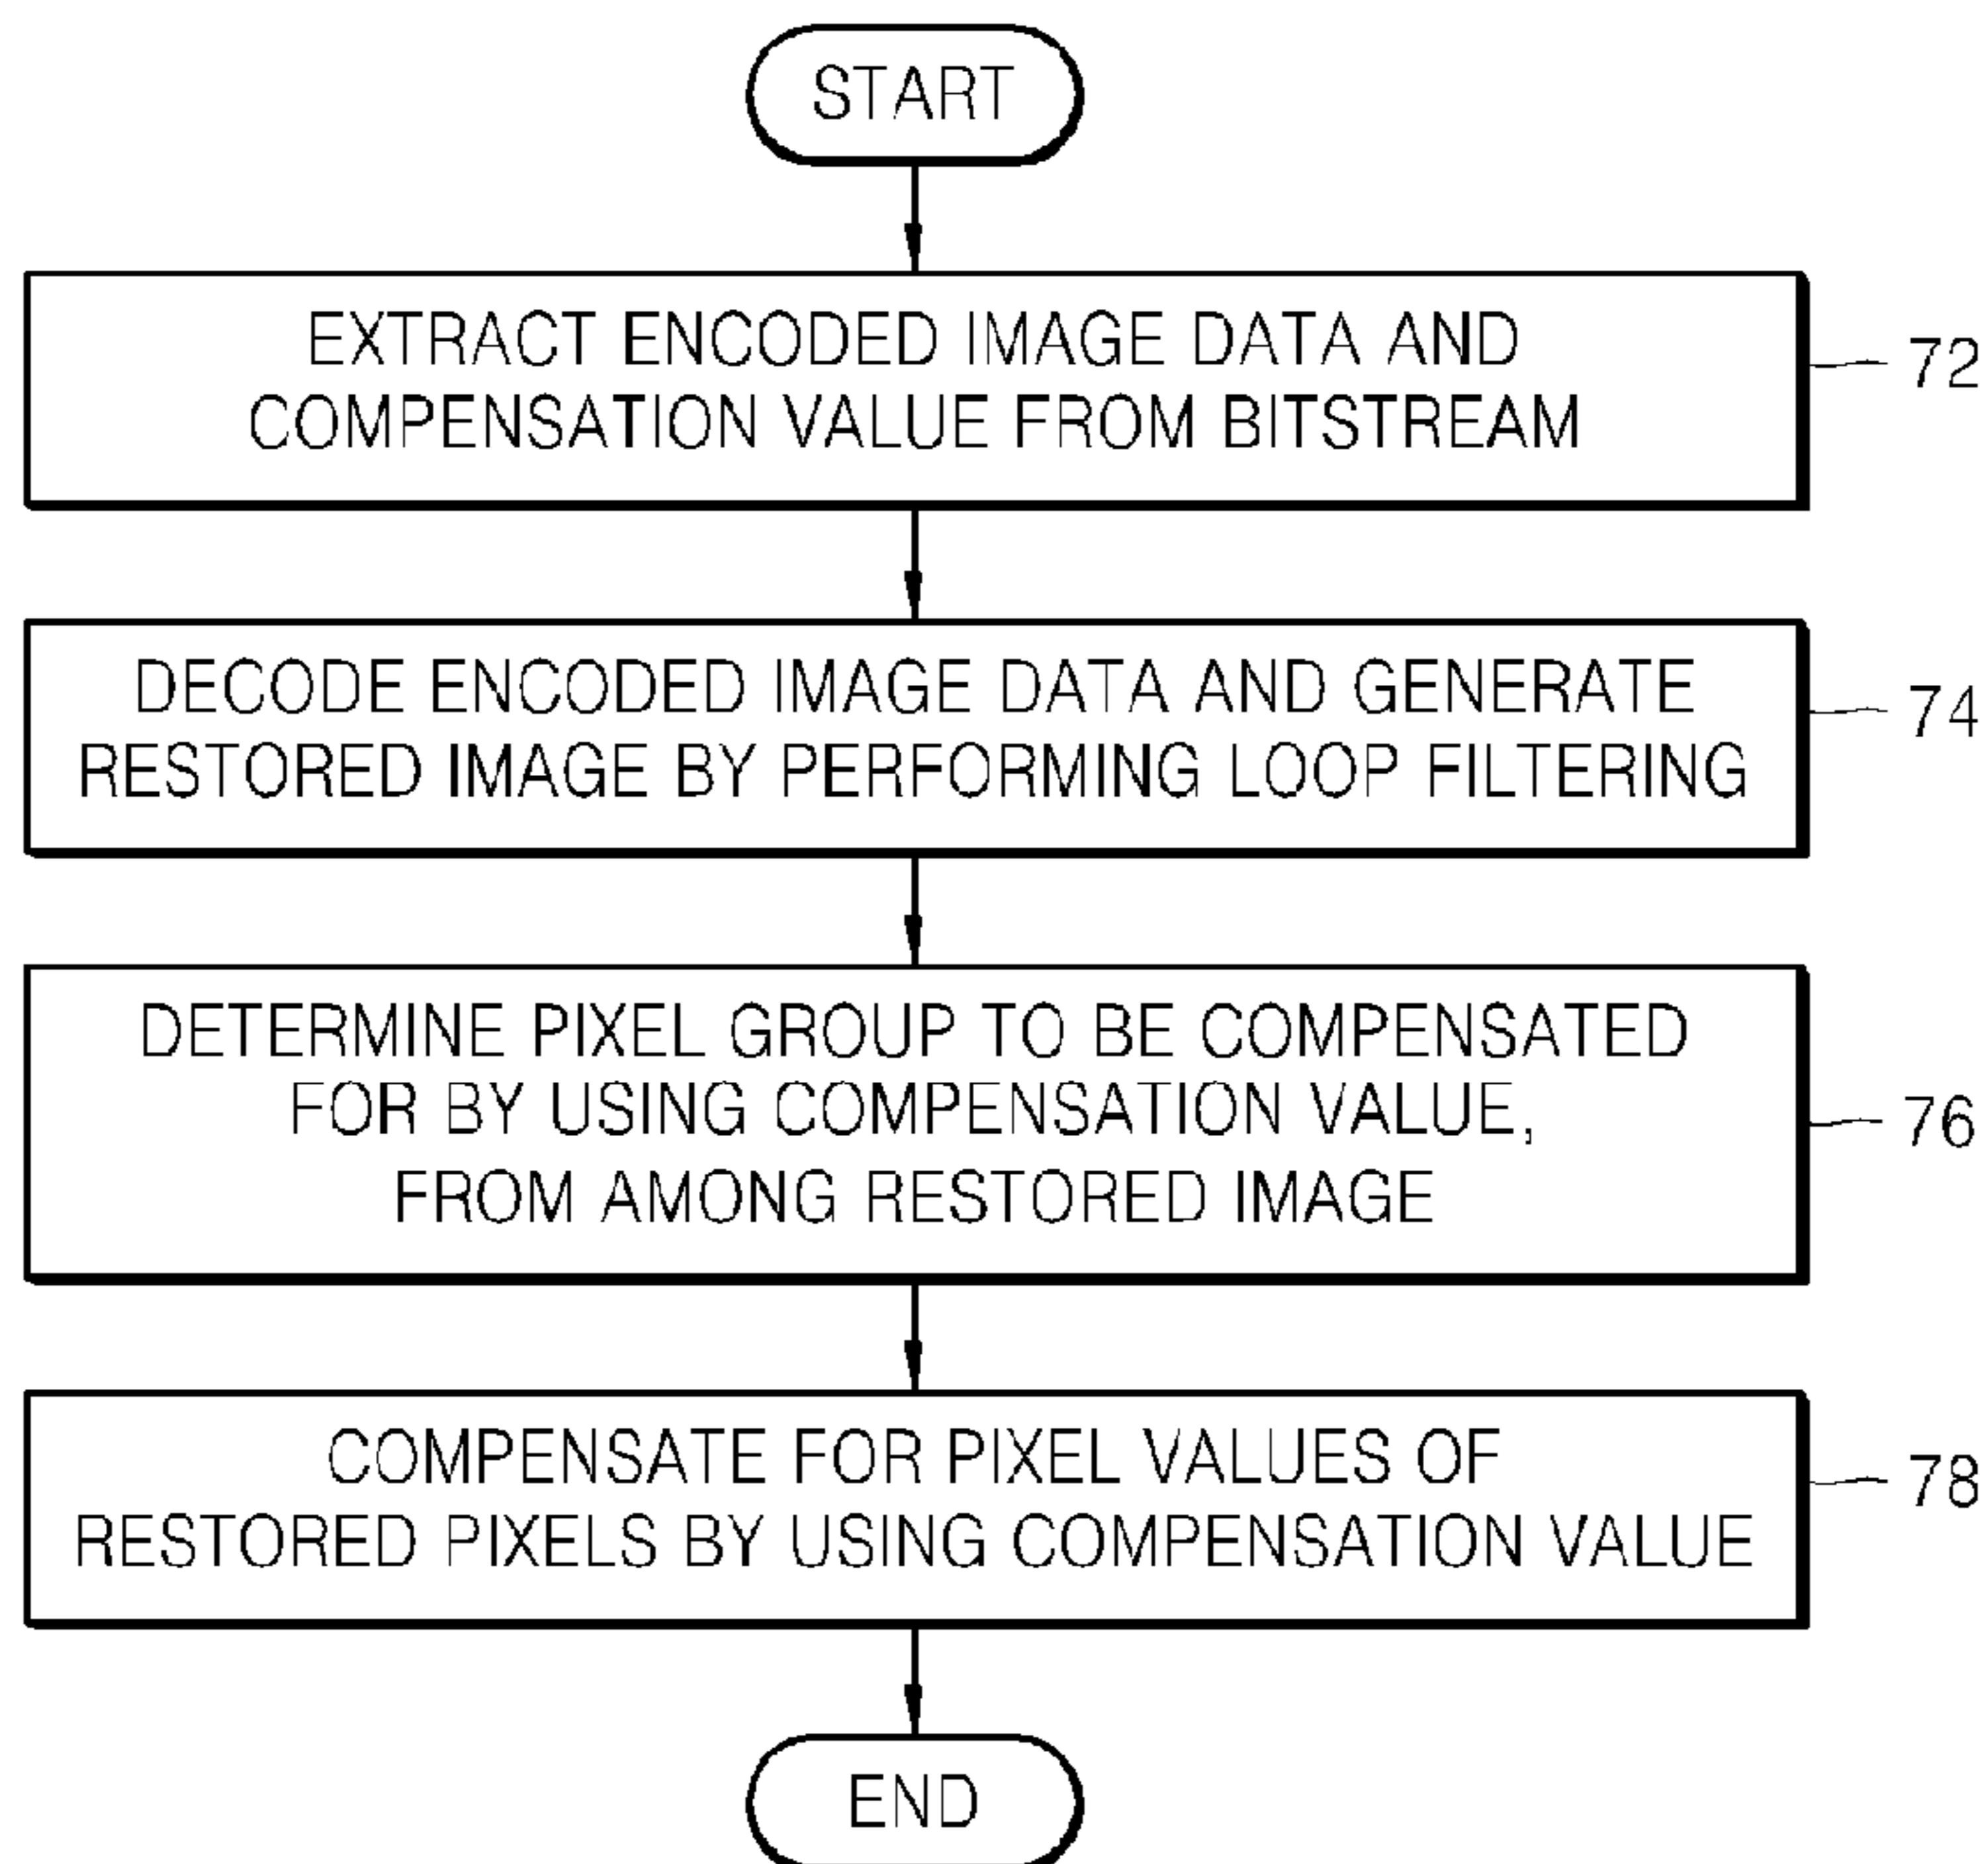 START
EXTRACT ENCODED IMAGE DATA AND
COMPENSATION VALUE FROM BITSTREAM
72
DECODE ENCODED IMAGE DATA AND GENERATE
RESTORED IMAGE BY PERFORMING LOOP FILTERING
74
DETERMINE PIXEL GROUP TO BE COMPENSATED
FOR BY USING COMPENSATION VALUE,
FROM AMONG RESTORED IMAGE
76
COMPENSATE FOR PIXEL VALUES OF
RESTORED PIXELS BY USING COMPENSATION VALUE
78
END